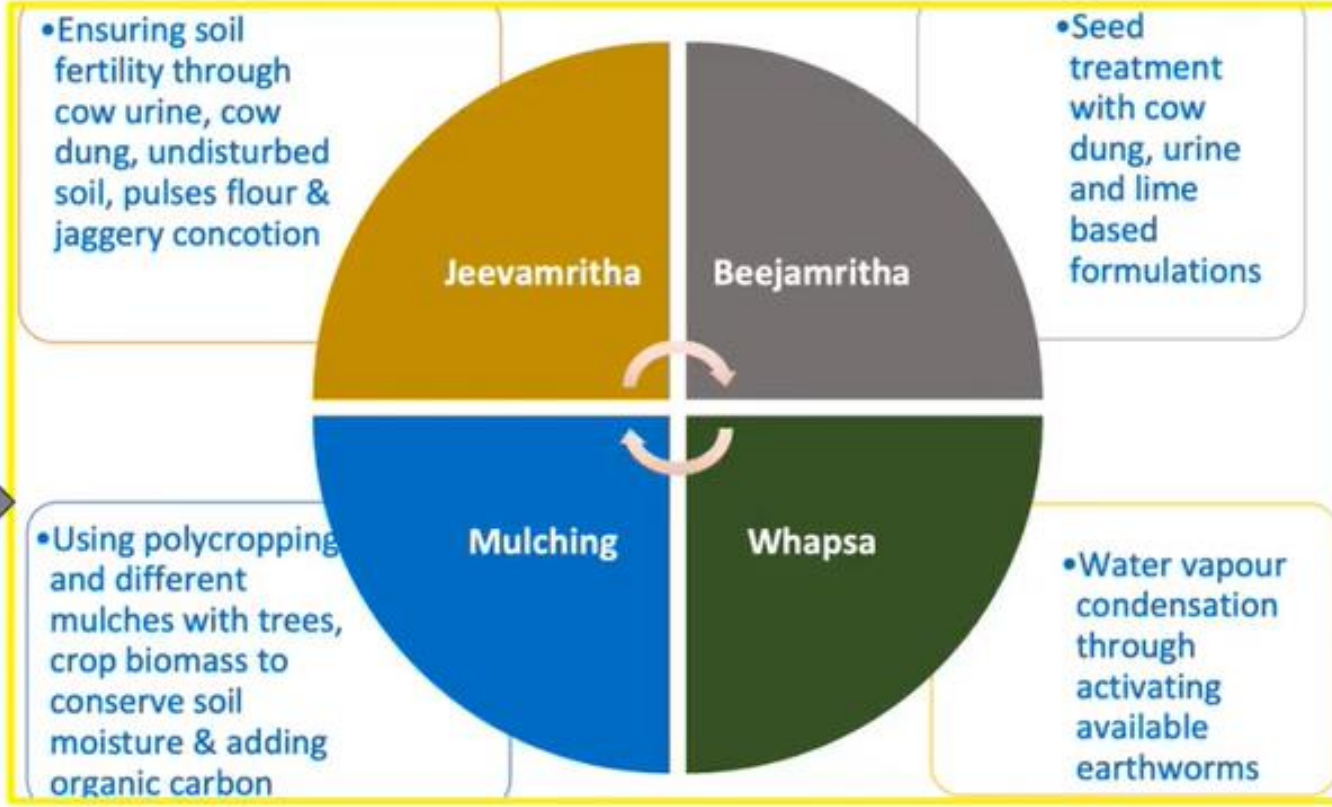 •Ensuring soil
fertility through
cow urine, cow
dung, undisturbed
soil, pulses flour &
jaggery concotion
•Seed
treatment
with cow
dung, urine
and lime
based
formulations
Jeevamritha
Beejamritha
Mulching
Whapsa
•Using polycropping
and different
mulches with trees,
crop biomass to
conserve soil
moisture & adding
organic carbon
•Water vapour
condensation
through
activating
available
earthworms